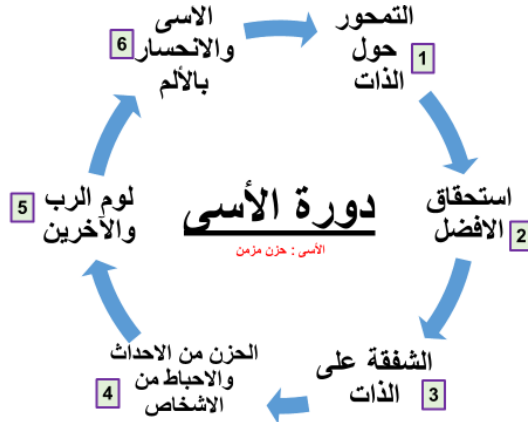 دورة الأسى
الأسى : حزن مزمن
التمحور
حول
الذات
1
استحقاق
الافضل
2
الشفقة على
الذات
3
الحزن من الاحداث
والاحباط من
الاشخاص
4
لوم الرب
والآخرين
5
الاسى
والانحسار
بالألم
6